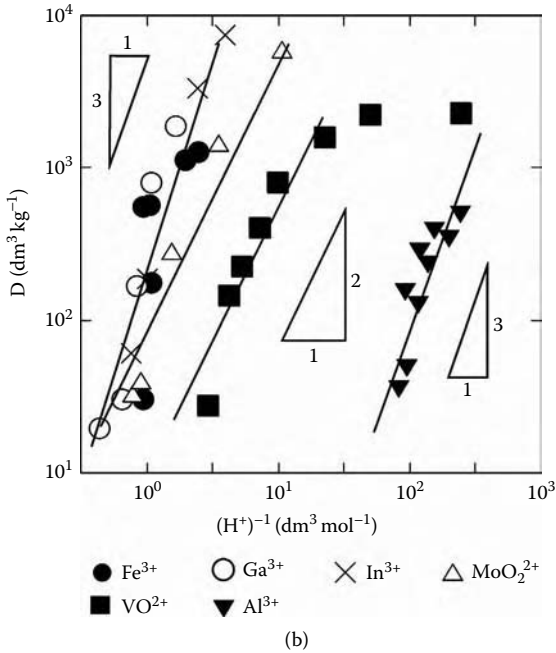 10⁴
10³
10²
10¹
D (dm³ kg⁻¹)
1
3
2
1
3
1
10⁰ 10¹ 10² 10³
(H⁺)⁻¹ (dm³ mol⁻¹)
Fe³⁺ Ga³⁺ In³⁺ MoO₂²⁺
VO²⁺ Al³⁺
(b)